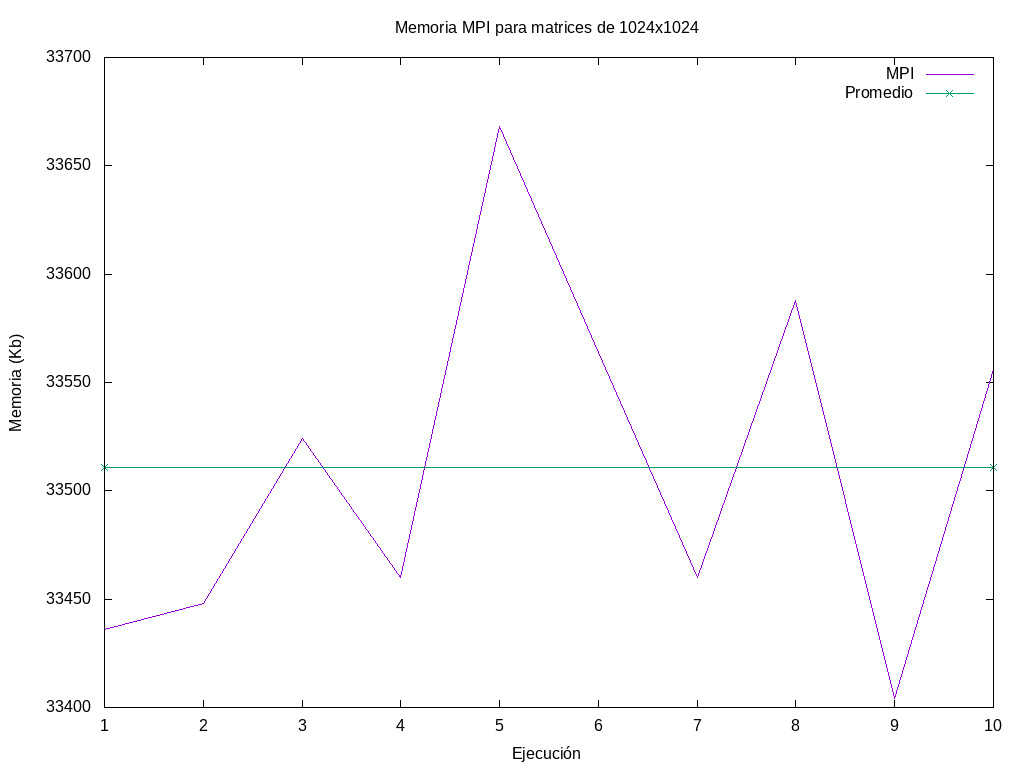 Memoria MPI para matrices de 1024x1024
33700
33650
33600
33550
33500
33450
33400
Memoria (Kb)
MPI
Promedio
1 2 3 4 5 6 7 8 9 10
Ejecución